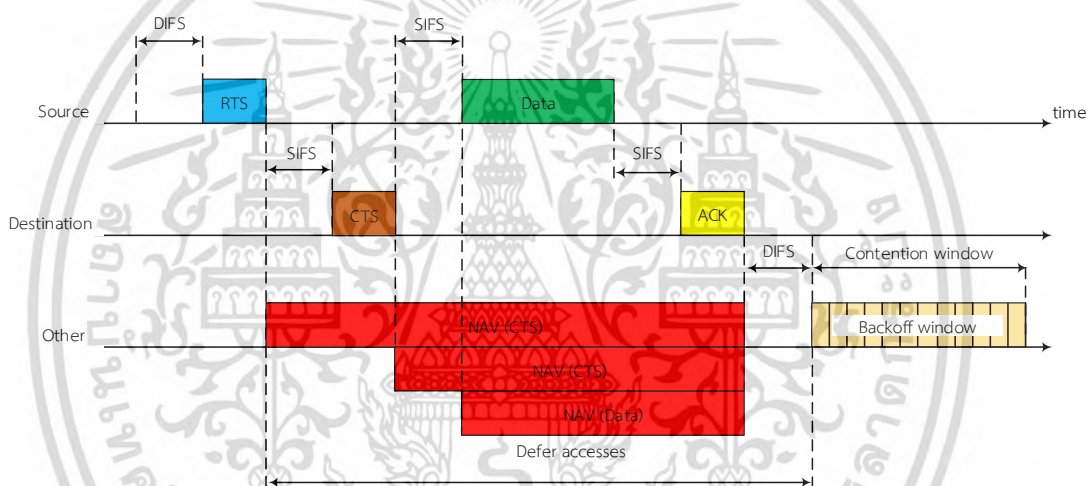 DIFS
SIFS
RTS
Data
Source
time
SIFS
SIFS
CTS
ACK
Destination
DIFS
Contention window
NAV (CTS)
Backoff window
Other
NAV (CTS)
NAV (Data)
Defer accesses